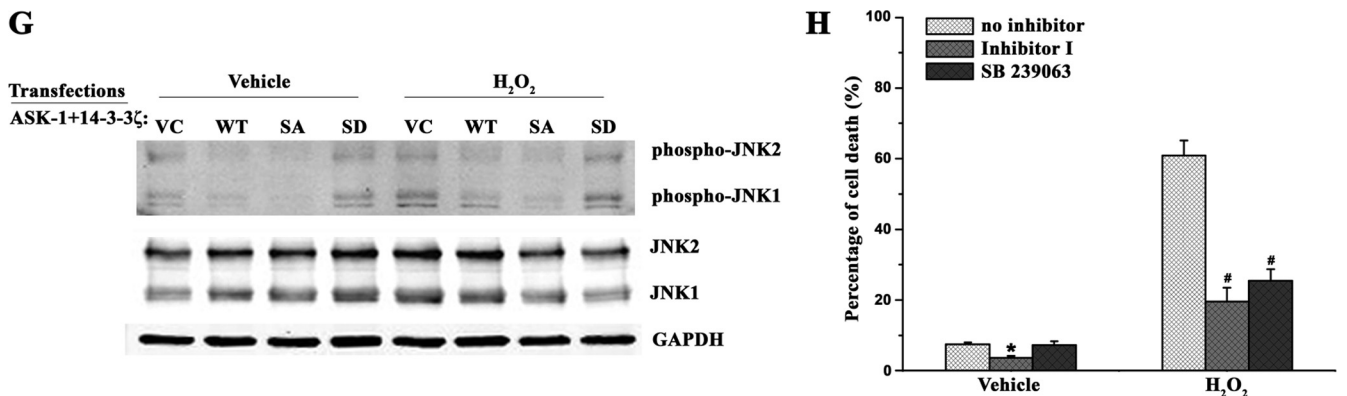 G
Transfections
ASK-1+14-3-3ζ:
Vehicle
H₂O₂
VC WT SA SD VC WT SA SD
phospho-JNK2
phospho-JNK1
JNK2
JNK1
GAPDH
H
100
80
60
40
20
0
Percentage of cell death (%)
no inhibitor
Inhibitor I
SB 239063
*
#
#
Vehicle
H₂O₂